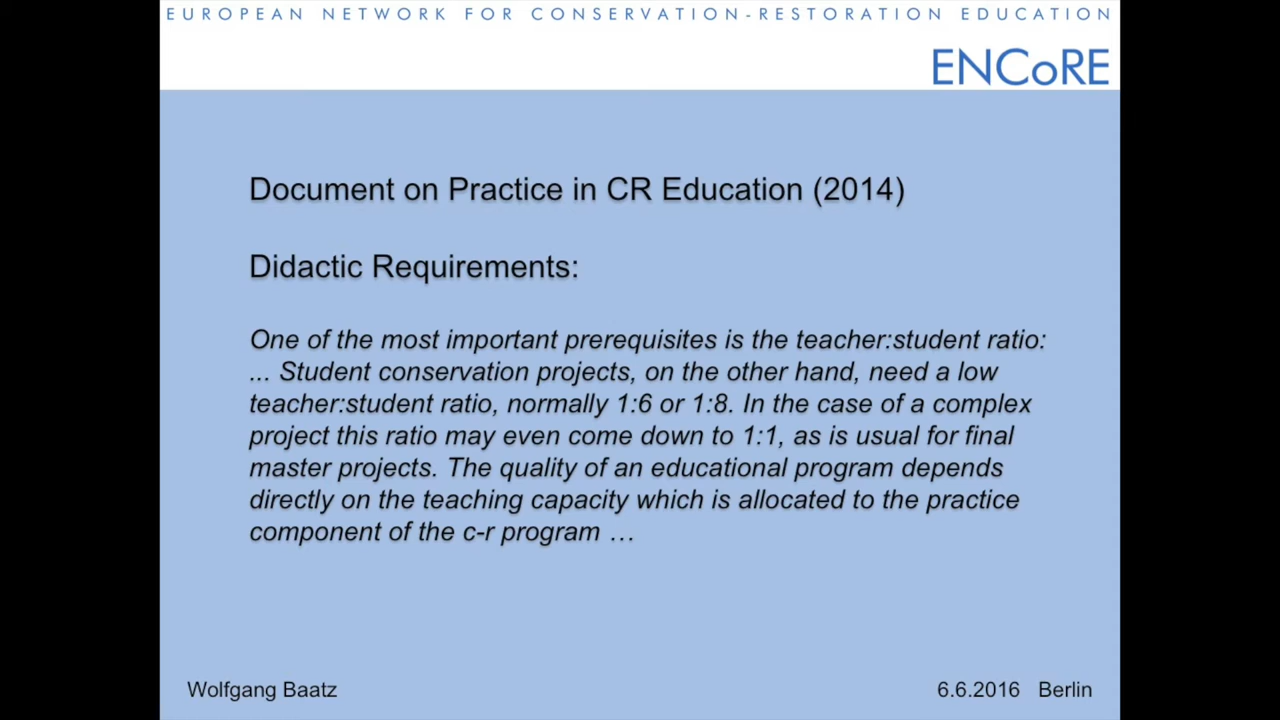 EUROPEAN NETWORK FOR CONSERVATION-RESTORATION EDUCATION
ENCoRE
Document on Practice in CR Education (2014)
Didactic Requirements:
One of the most important prerequisites is the teacher:student ratio:
... Student conservation projects, on the other hand, need a low
teacher:student ratio, normally 1:6 or 1:8. In the case of a complex
project this ratio may even come down to 1:1, as is usual for final
master projects. The quality of an educational program depends
directly on the teaching capacity which is allocated to the practice
component of the c-r program …
Wolfgang Baatz
6.6.2016 Berlin